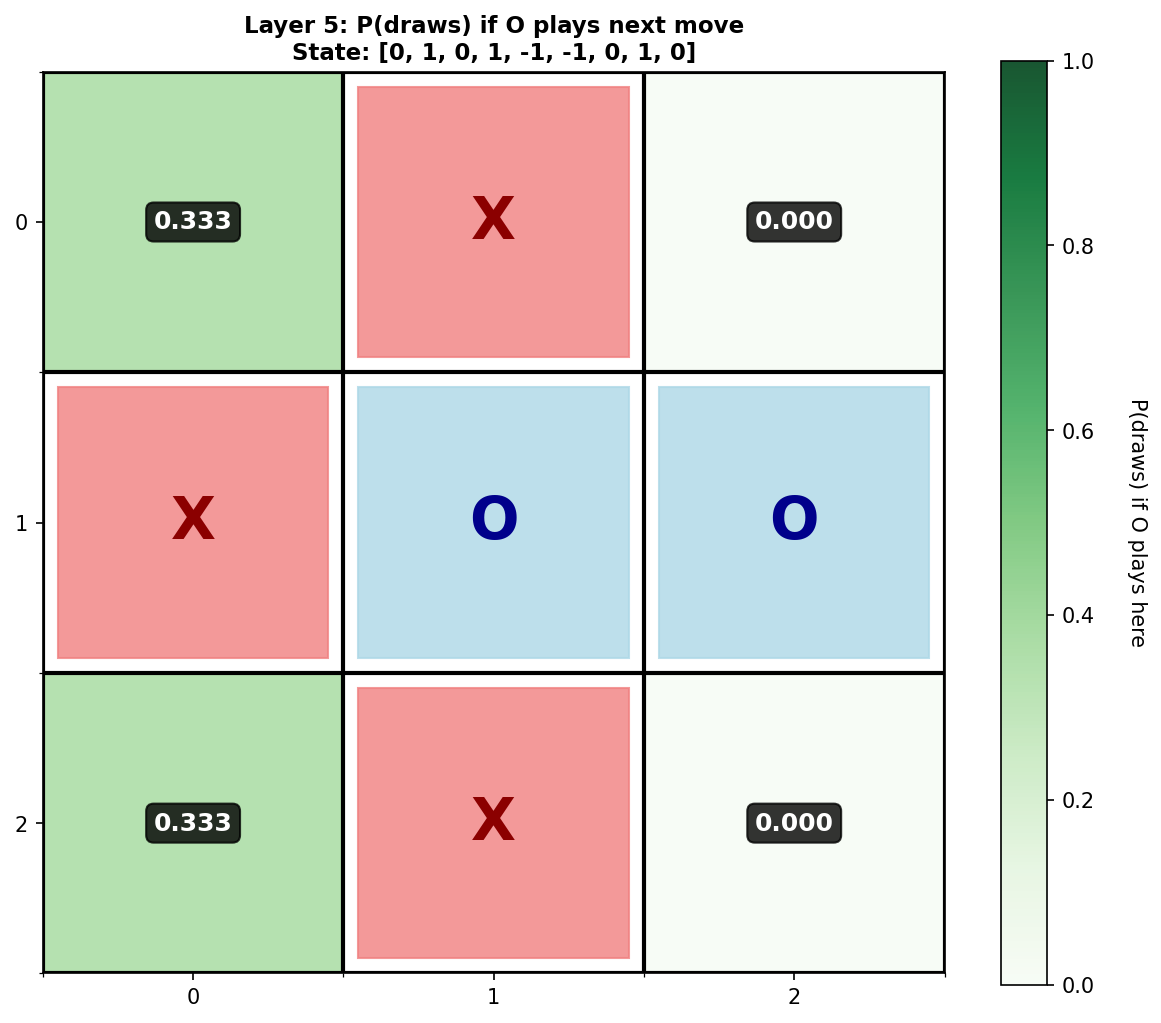 Layer 5: P(draws) if O plays next move
State: [0, 1, 0, 1, -1, -1, 0, 1, 0]
0.333 X 0.000
X O O
0.333 X 0.000
0
1
2
0 1 2
1.0
0.8
0.6
0.4
0.2
0.0
P(draws) if O plays here